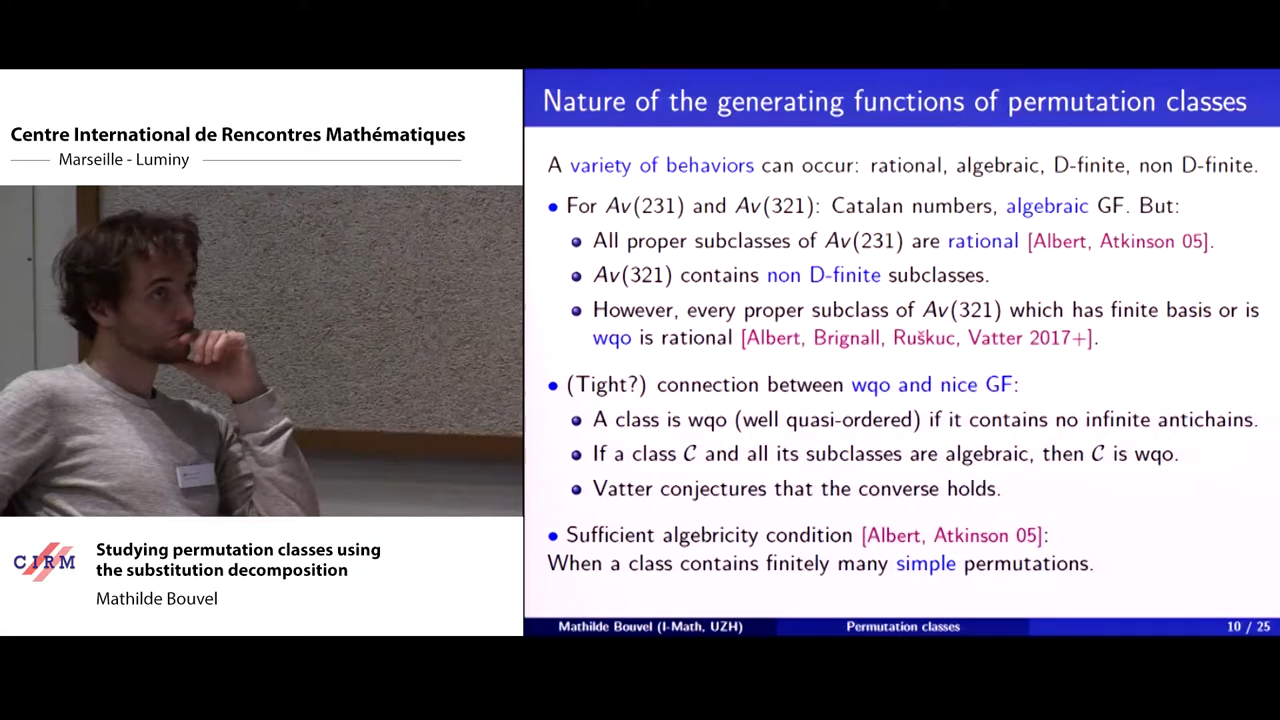 Centre International de Rencontres Mathématiques
Marseille - Luminy
CIRM
Studying permutation classes using
the substitution decomposition
Mathilde Bouvel
Nature of the generating functions of permutation classes
A variety of behaviors can occur: rational, algebraic, D-finite, non D-finite.
• For Av(231) and Av(321): Catalan numbers, algebraic GF. But:
• All proper subclasses of Av(231) are rational [Albert, Atkinson 05].
• Av(321) contains non D-finite subclasses.
• However, every proper subclass of Av(321) which has finite basis or is
wqo is rational [Albert, Brignall, Ruškuc, Vatter 2017+].
• (Tight?) connection between wqo and nice GF:
• A class is wqo (well quasi-ordered) if it contains no infinite antichains.
• If a class C and all its subclasses are algebraic, then C is wqo.
• Vatter conjectures that the converse holds.
• Sufficient algebricity condition [Albert, Atkinson 05]:
When a class contains finitely many simple permutations.
Mathilde Bouvel (I-Math, UZH) Permutation classes 10 / 25